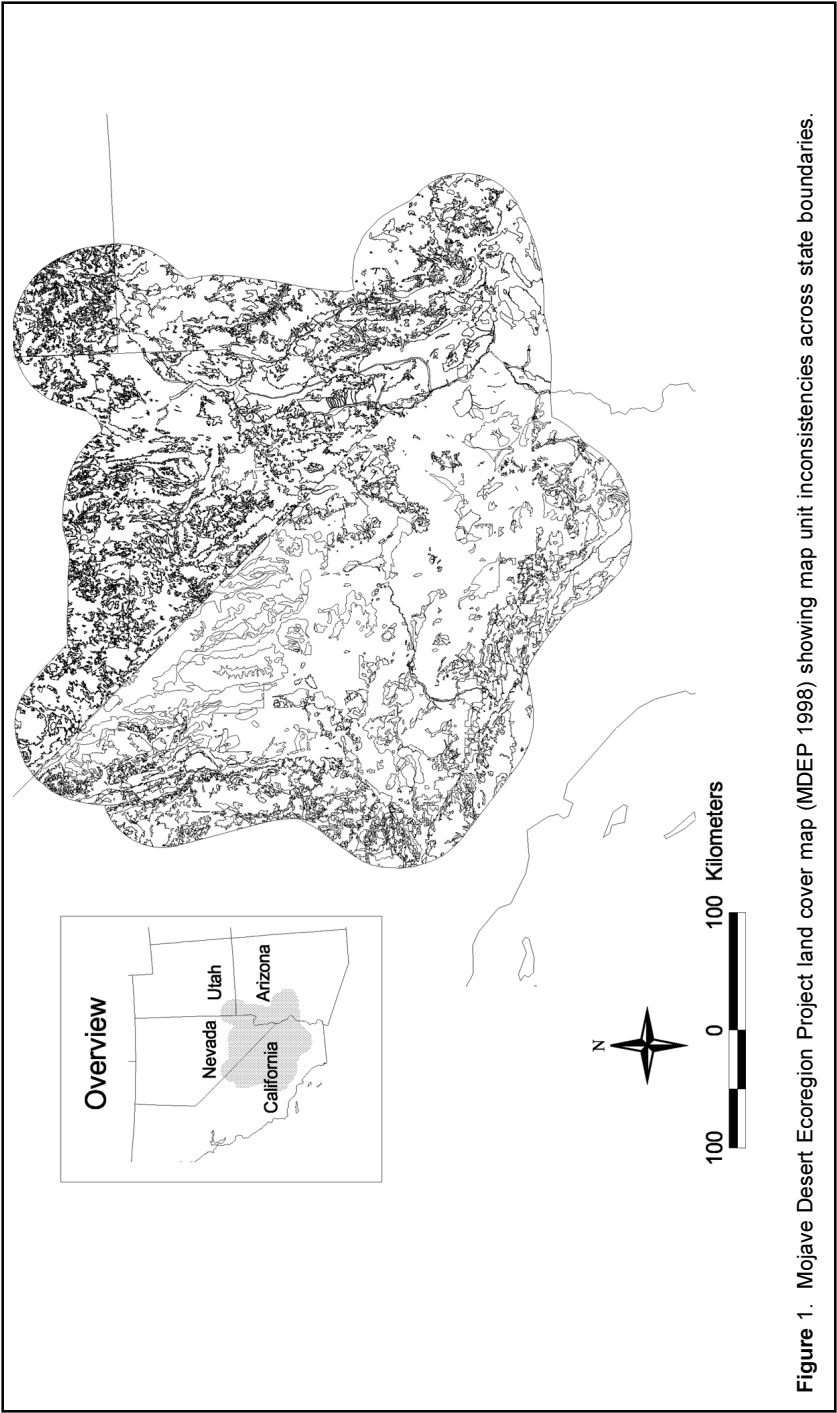 Overview
Nevada
Utah
California
Arizona
N
100 0 100 Kilometers
Figure 1. Mojave Desert Ecoregion Project land cover map (MDEP 1998) showing map unit inconsistencies across state boundaries.